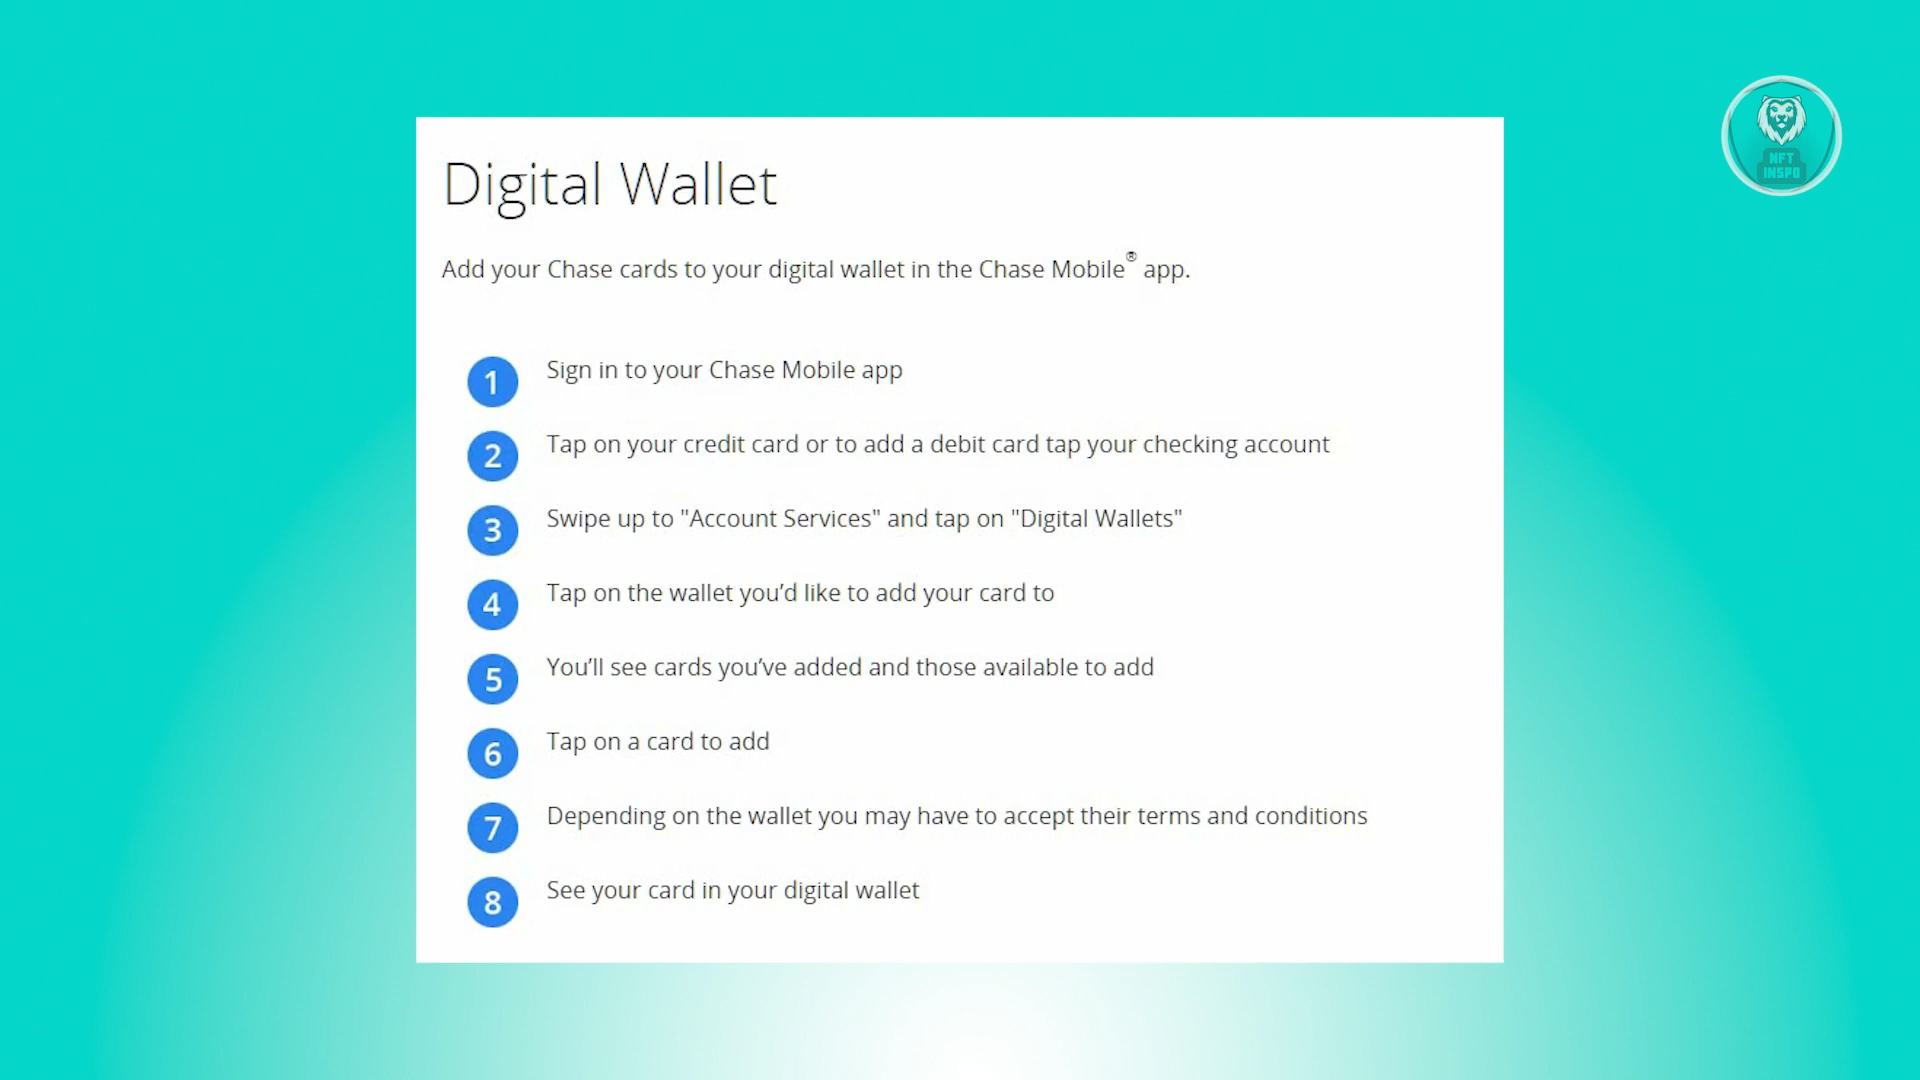 NFT
INSPO
Digital Wallet
Add your Chase cards to your digital wallet in the Chase Mobile® app.
1 Sign in to your Chase Mobile app
2 Tap on your credit card or to add a debit card tap your checking account
3 Swipe up to "Account Services" and tap on "Digital Wallets"
4 Tap on the wallet you’d like to add your card to
5 You’ll see cards you’ve added and those available to add
6 Tap on a card to add
7 Depending on the wallet you may have to accept their terms and conditions
8 See your card in your digital wallet